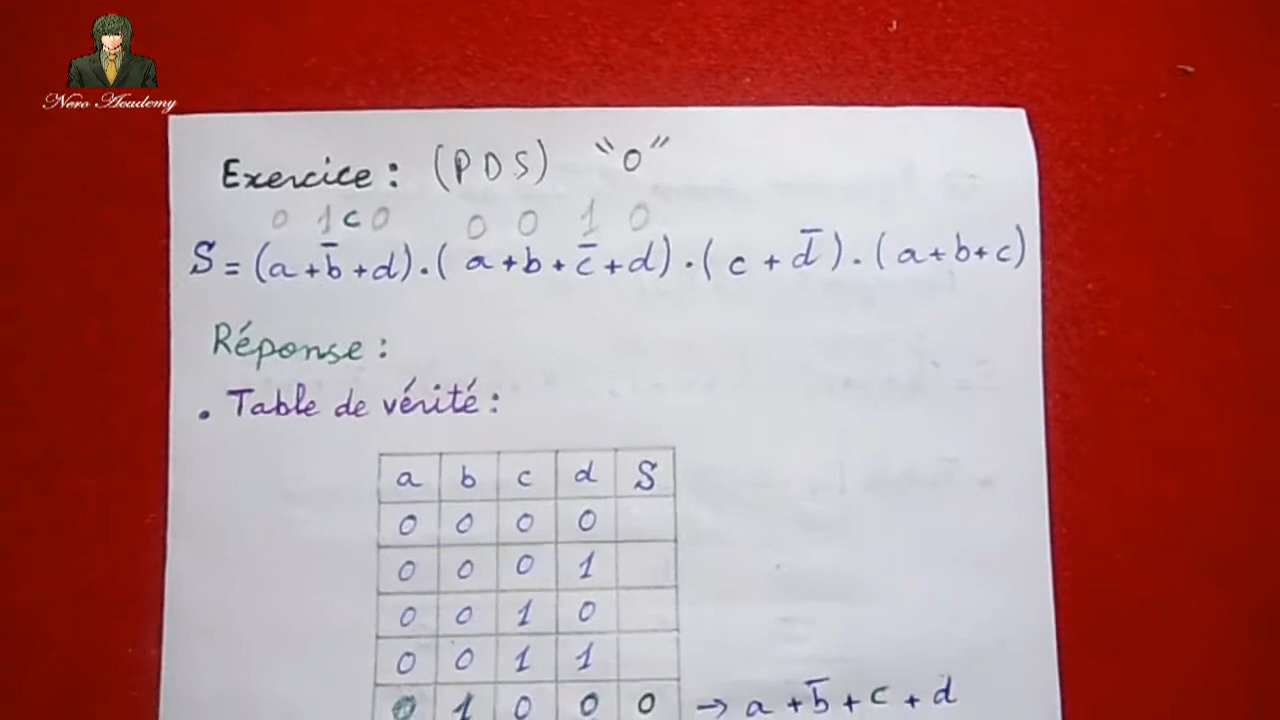 Nero Academy
Exercice : (PDS) "0"
0 1 c 0 0 0 1 0
S = (a + b̄ + d) . ( a + b + c̄ + d) . ( c + d̄ ) . ( a + b + c)
Réponse :
. Table de vérité :
a b c d S
0 0 0 0
0 0 0 1
0 0 1 0
0 0 1 1
0 1 0 0 0 → a + b̄ + c + d